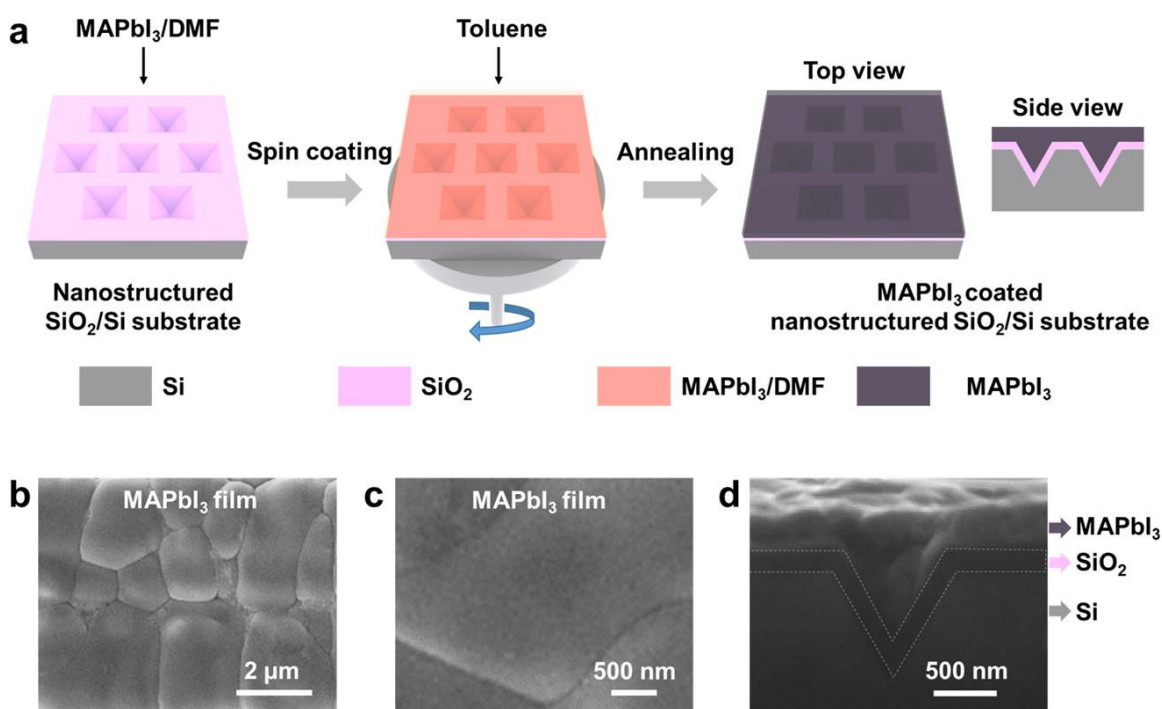 a
MAPbI₃/DMF
Toluene
Top view
Side view
Spin coating
Annealing
Nanostructured
SiO₂/Si substrate
MAPbI₃ coated
nanostructured SiO₂/Si substrate
Si
SiO₂
MAPbI₃/DMF
MAPbI₃
b
MAPbI₃ film
2 µm
c
MAPbI₃ film
500 nm
d
MAPbI₃
SiO₂
Si
500 nm